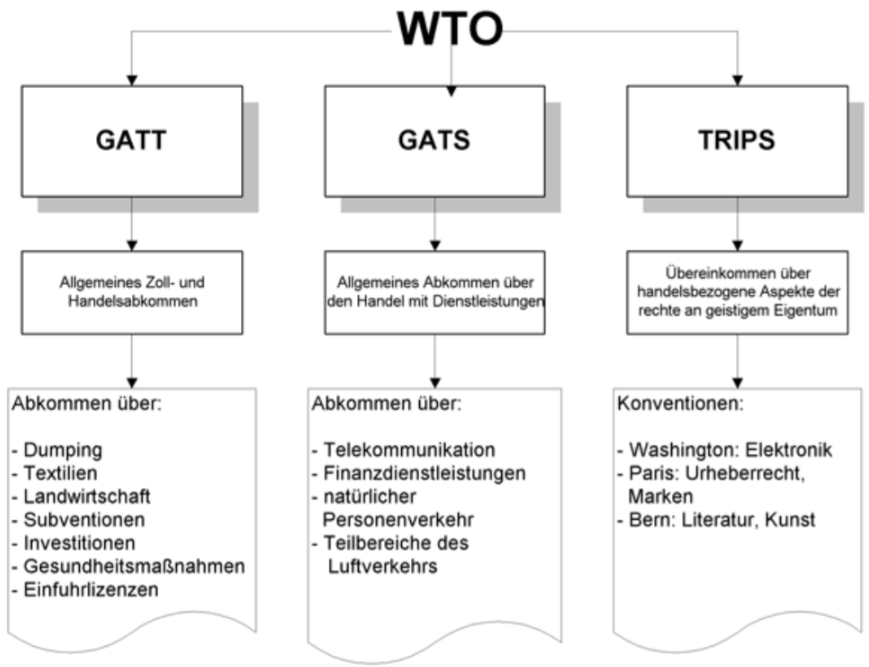 WTO
GATT
GATS
TRIPS
Allgemeines Zoll- und
Handelsabkommen
Allgemeines Abkommen über
den Handel mit Dienstleistungen
Übereinkommen über
handelsbezogene Aspekte der
rechte an geistigem Eigentum
Abkommen über:
- Dumping
- Textilien
- Landwirtschaft
- Subventionen
- Investitionen
- Gesundheitsmaßnahmen
- Einfuhrlizenzen
Abkommen über:
- Telekommunikation
- Finanzdienstleistungen
- natürlicher
Personenverkehr
- Teilbereiche des
Luftverkehrs
Konventionen:
- Washington: Elektronik
- Paris: Urheberrecht,
Marken
- Bern: Literatur, Kunst